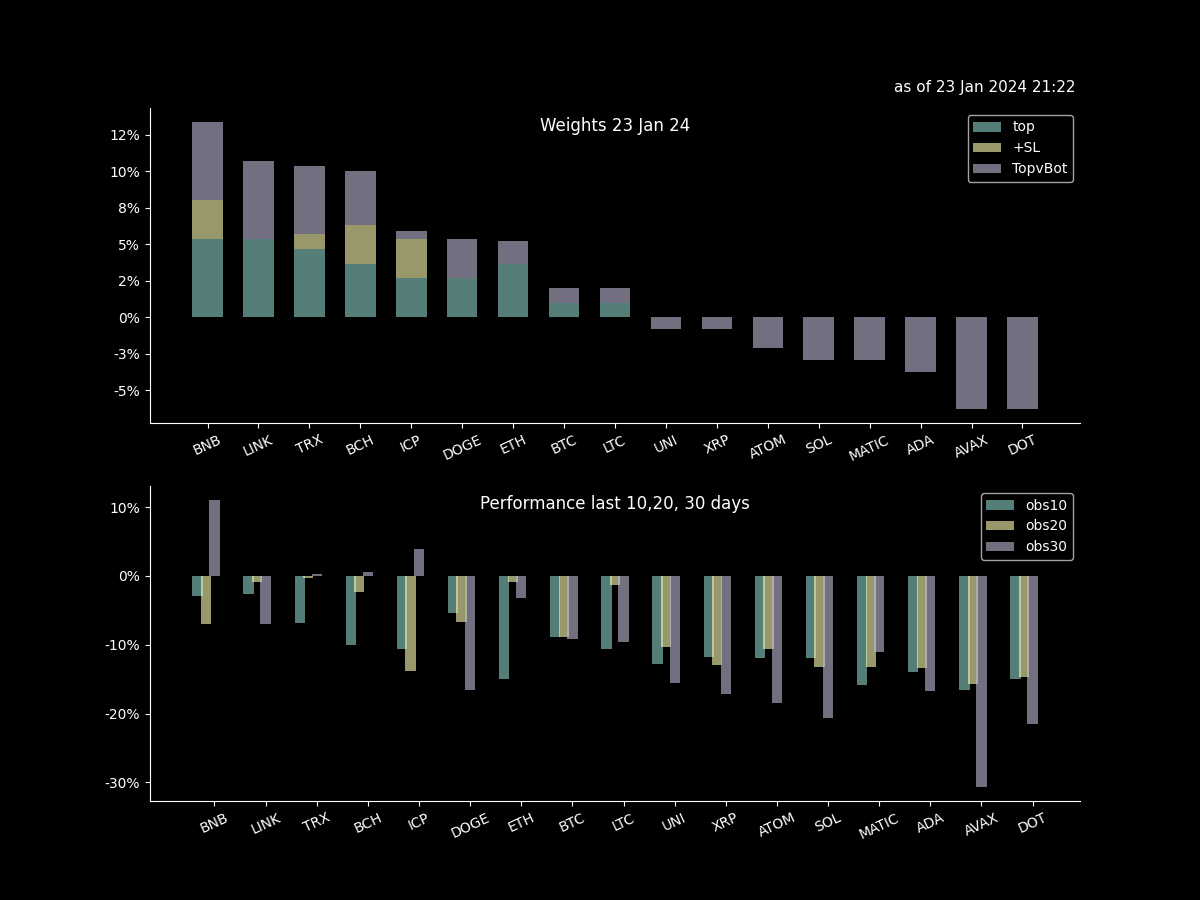 as of 23 Jan 2024 21:22
Weights 23 Jan 24
top
+SL
TopvBot
12%
10%
8%
5%
2%
0%
-3%
-5%
BNB LINK TRX BCH ICP DOGE ETH BTC LTC UNI XRP ATOM SOL MATIC ADA AVAX DOT
Performance last 10,20, 30 days
obs10
obs20
obs30
10%
0%
-10%
-20%
-30%
BNB LINK TRX BCH ICP DOGE ETH BTC LTC UNI XRP ATOM SOL MATIC ADA AVAX DOT